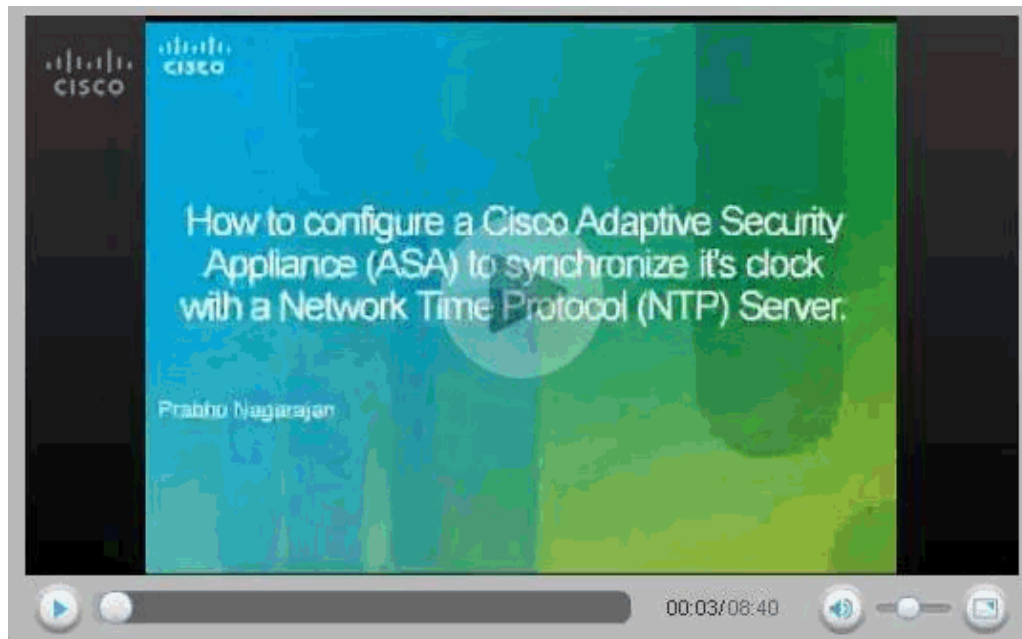 CISCO
CISCO
How to configure a Cisco Adaptive Security
Appliance (ASA) to synchronize it's clock
with a Network Time Protocol (NTP) Server.
Prabhu Nagarajan
00:03/08:40